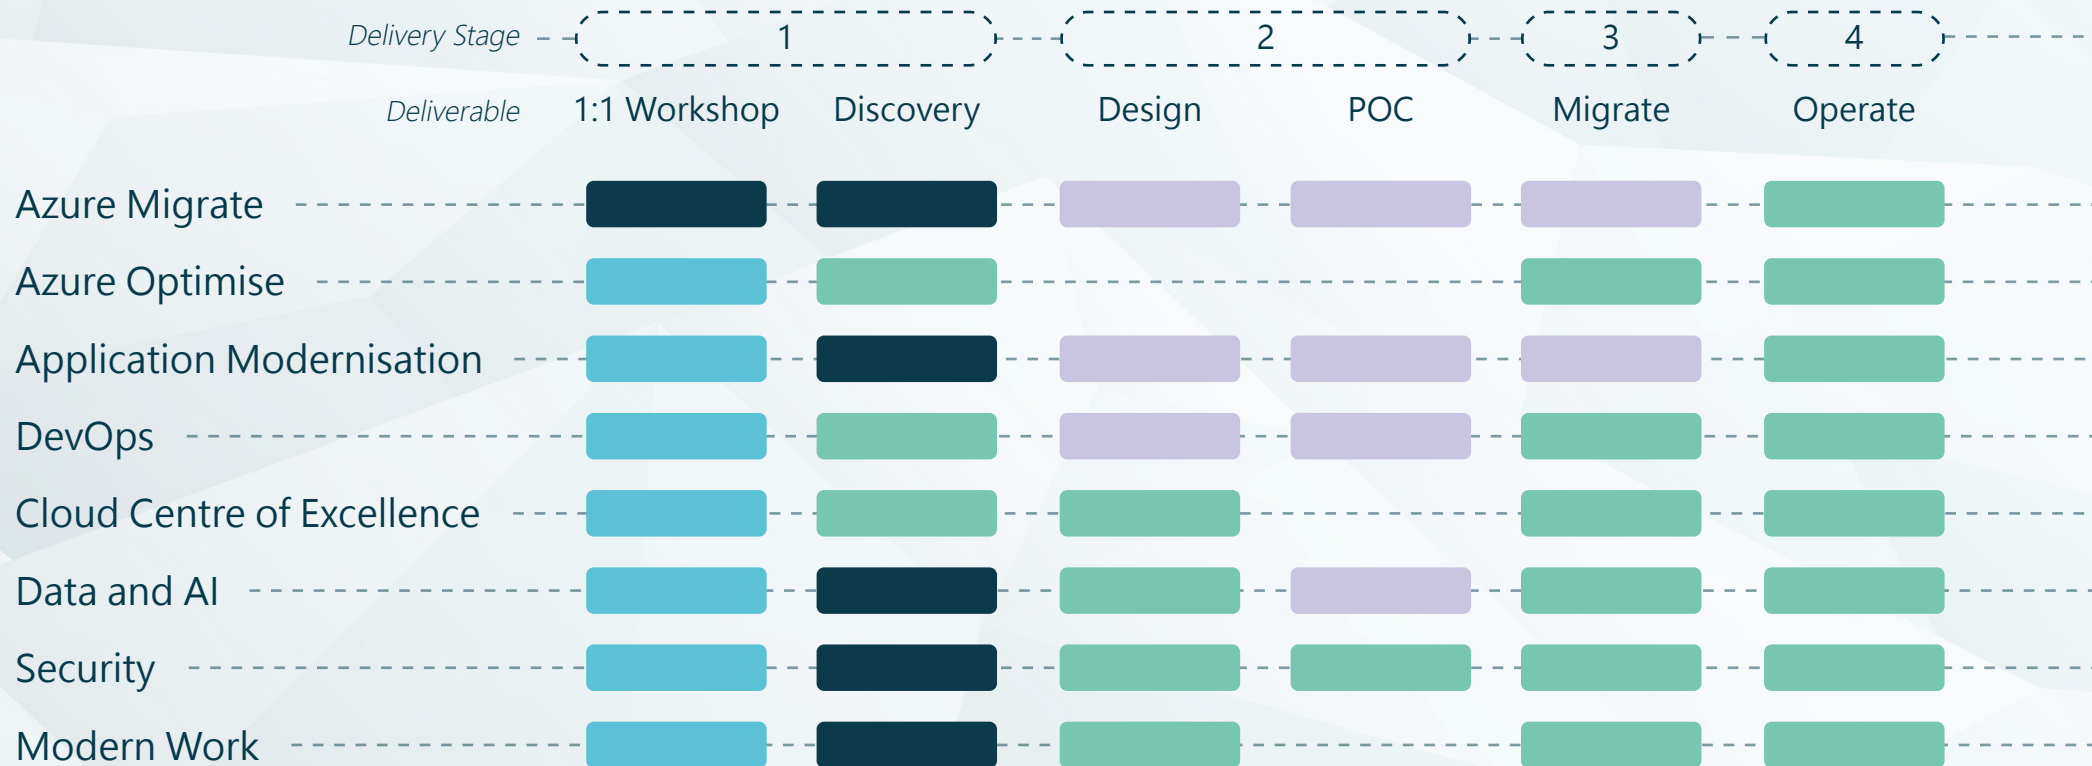 Delivery Stage 1 2 3 4
Deliverable 1:1 Workshop Discovery Design POC Migrate Operate
Azure Migrate
Azure Optimise
Application Modernisation
DevOps
Cloud Centre of Excellence
Data and AI
Security
Modern Work